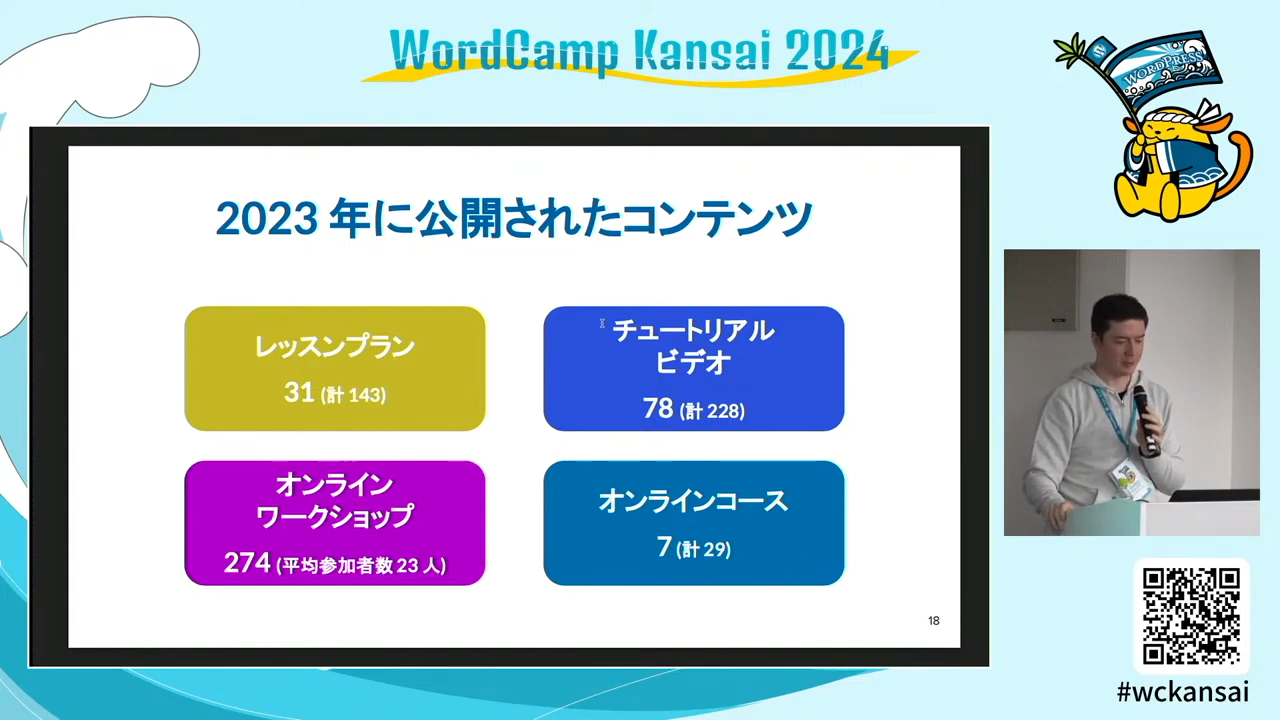 WordCamp Kansai 2024
WORDPRESS
2023 年に公開されたコンテンツ
レッスンプラン
31 (計 143)
チュートリアル
ビデオ
78 (計 228)
オンライン
ワークショップ
274 (平均参加者数 23 人)
オンラインコース
7 (計 29)
18
#wckansai